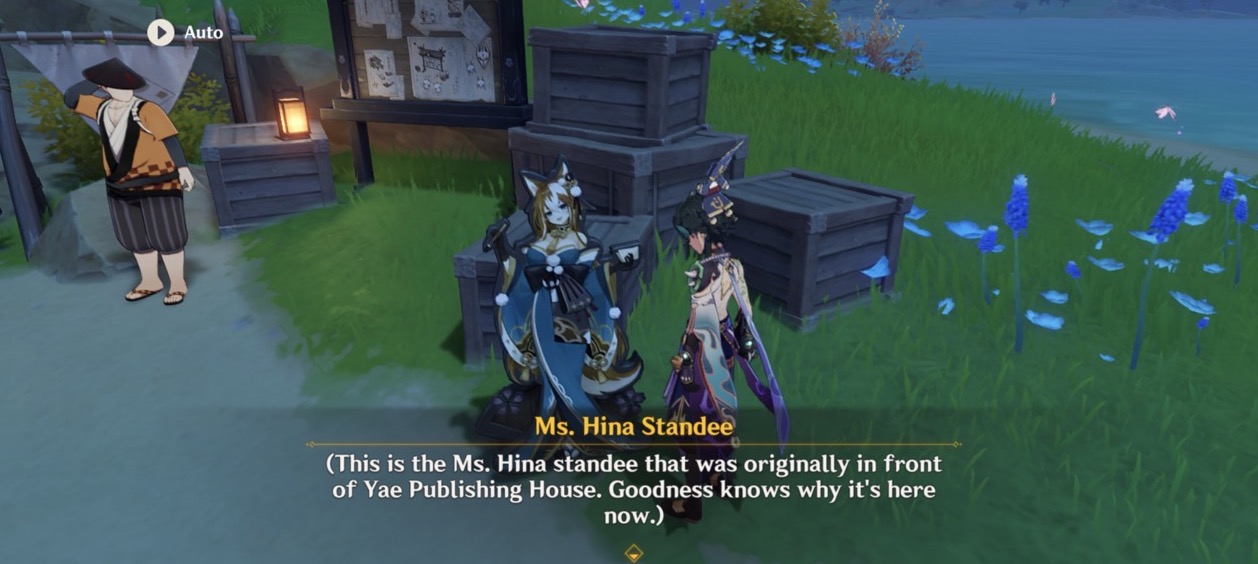 Auto
Ms. Hina Standee
(This is the Ms. Hina standee that was originally in front
of Yae Publishing House. Goodness knows why it's here
now.)